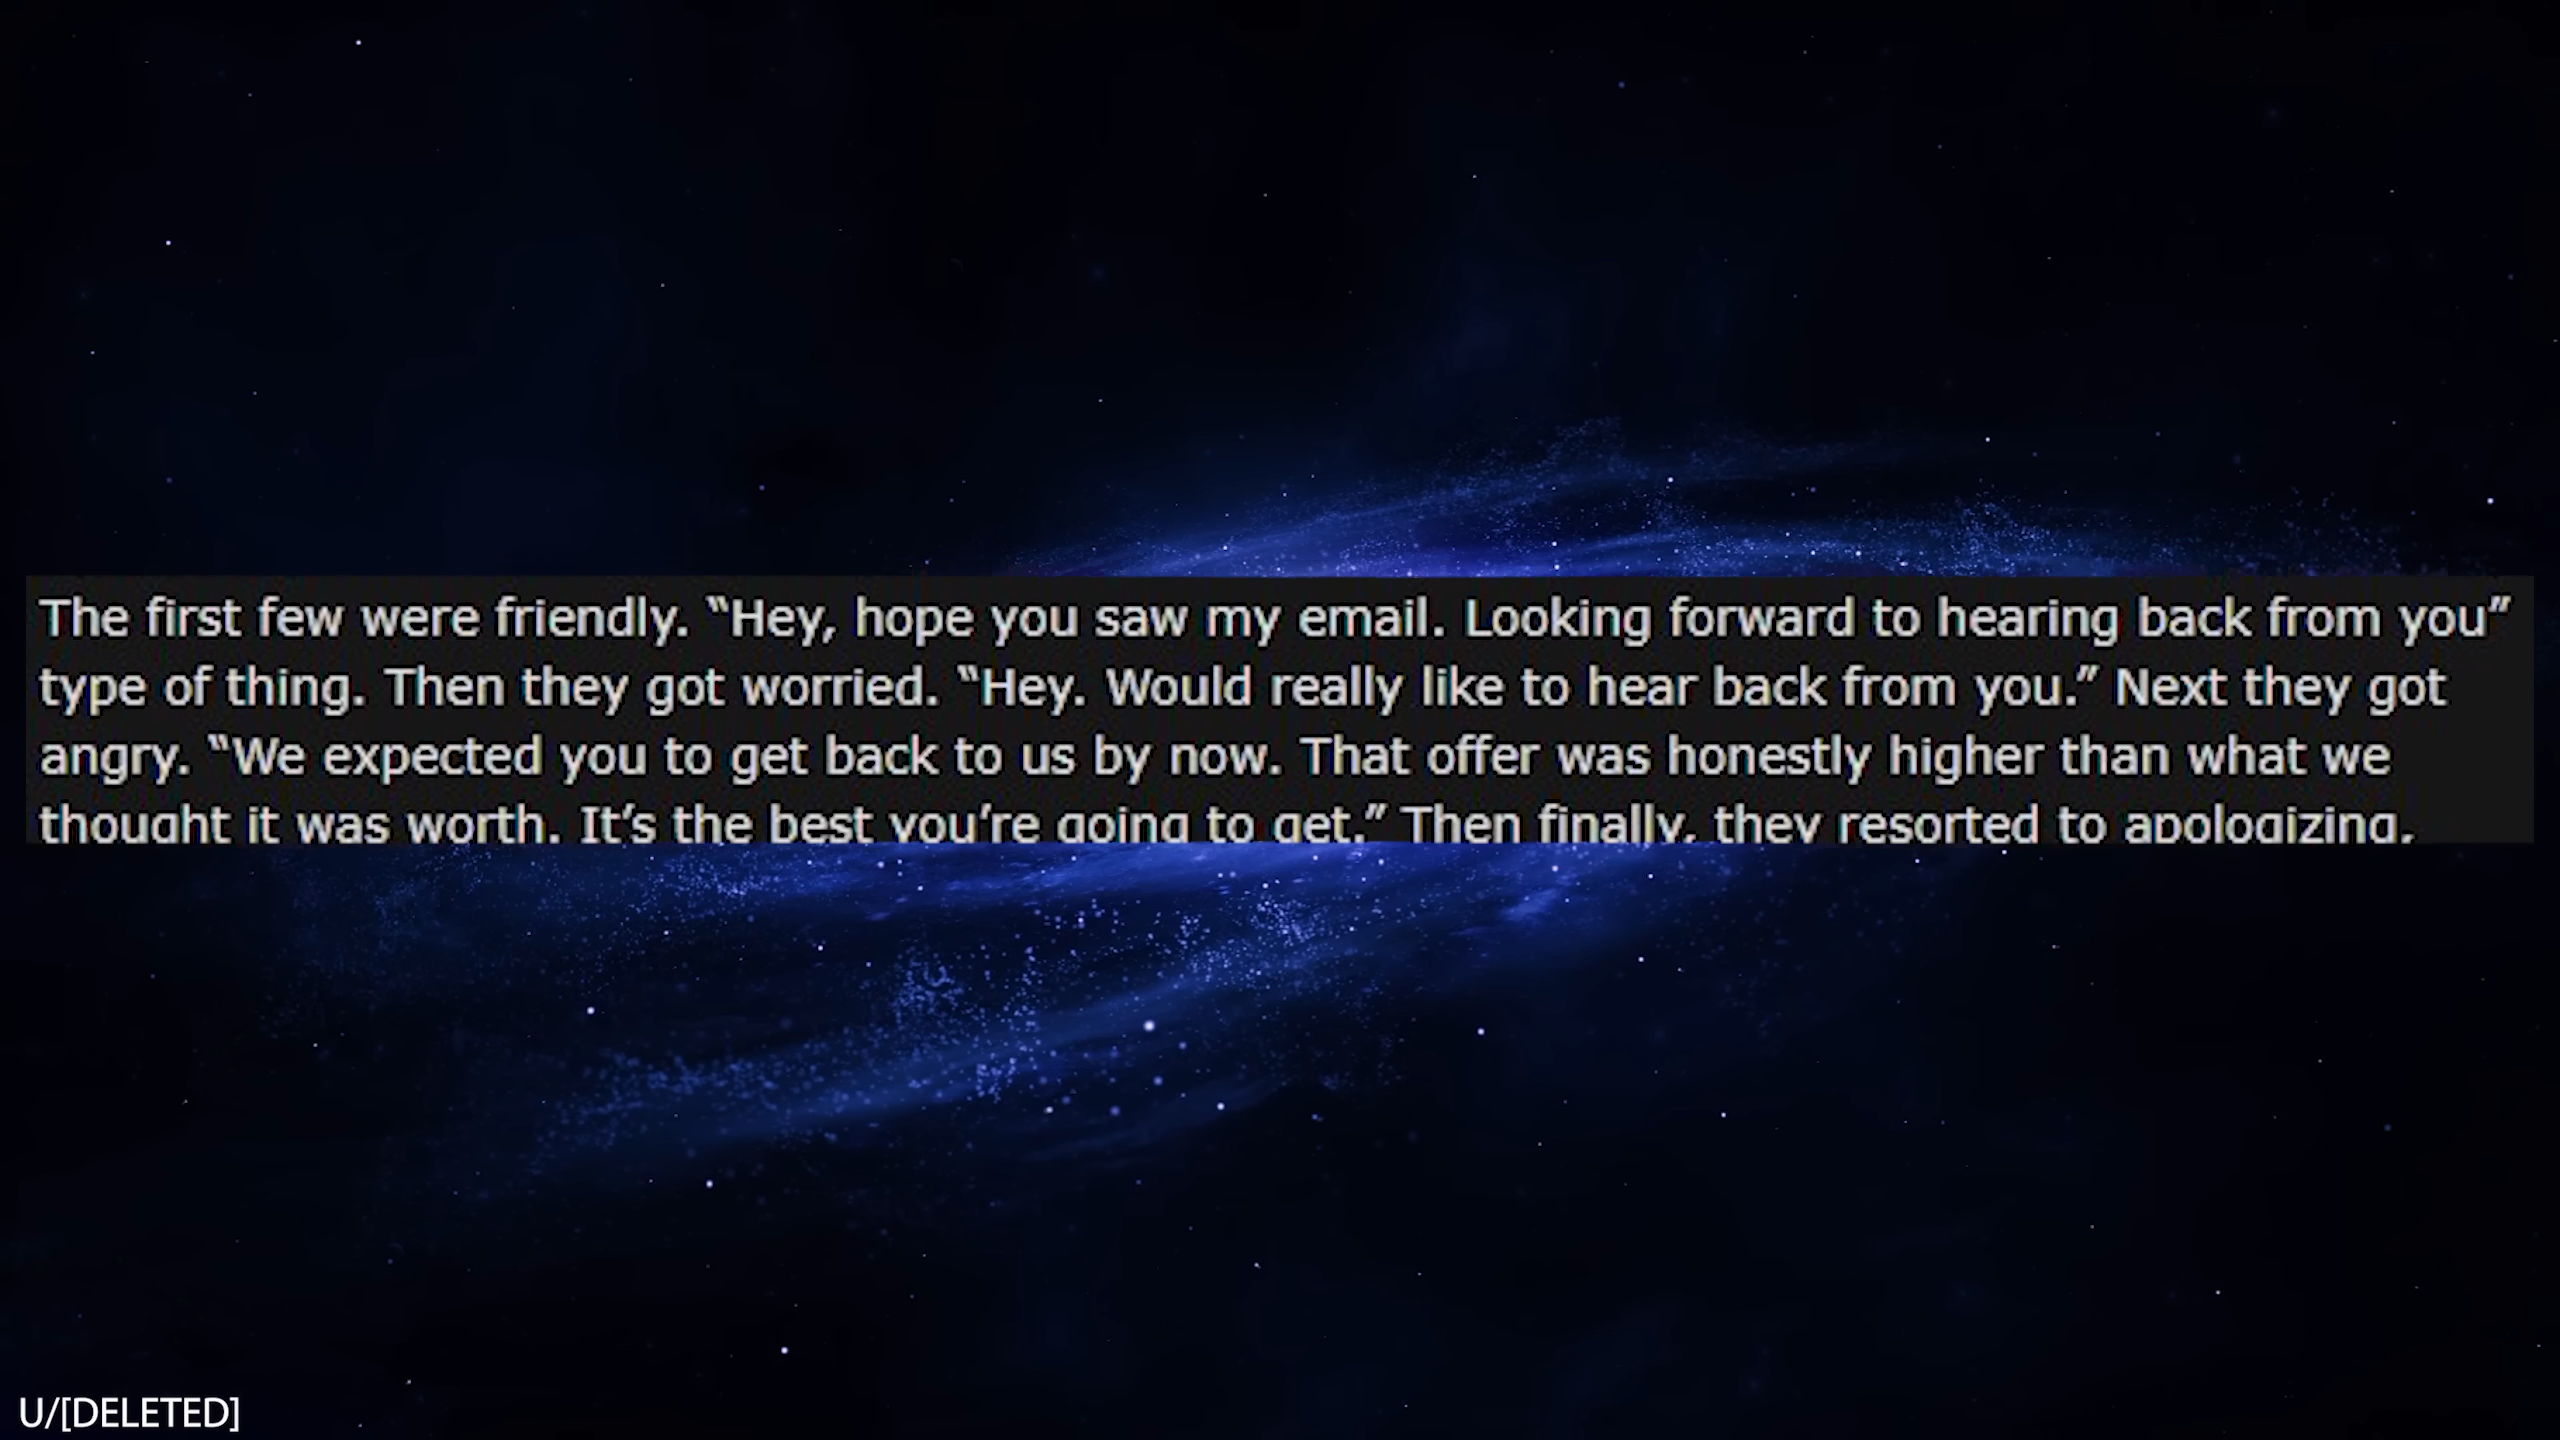 The first few were friendly. “Hey, hope you saw my email. Looking forward to hearing back from you”
type of thing. Then they got worried. “Hey. Would really like to hear back from you.” Next they got
angry. “We expected you to get back to us by now. That offer was honestly higher than what we
thought it was worth. It’s the best you’re going to get.” Then finally, they resorted to apologizing.
U/[DELETED]